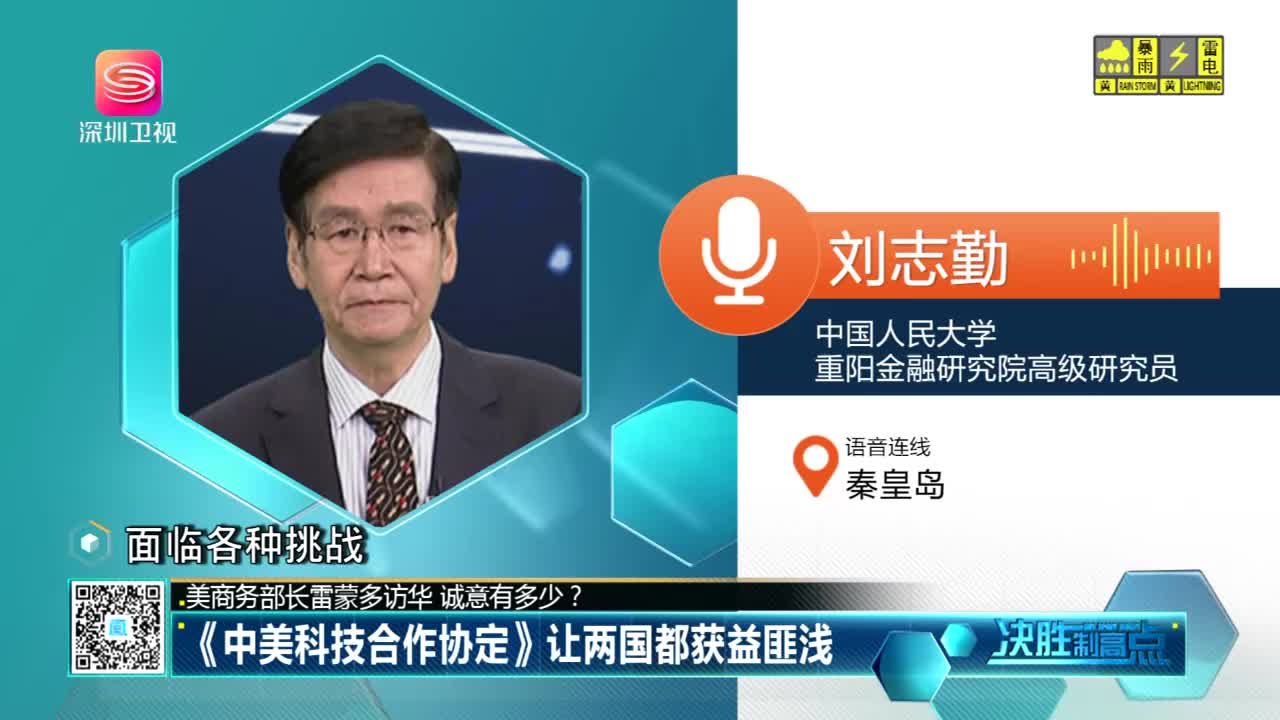 深圳卫视
暴雨
雷电
黄
RAIN STORM
黄
LIGHTNING
刘志勤
中国人民大学
重阳金融研究院高级研究员
语音连线
秦皇岛
面临各种挑战
美商务部长雷蒙多访华 诚意有多少？
《中美科技合作协定》让两国都获益匪浅
直
决胜制高点